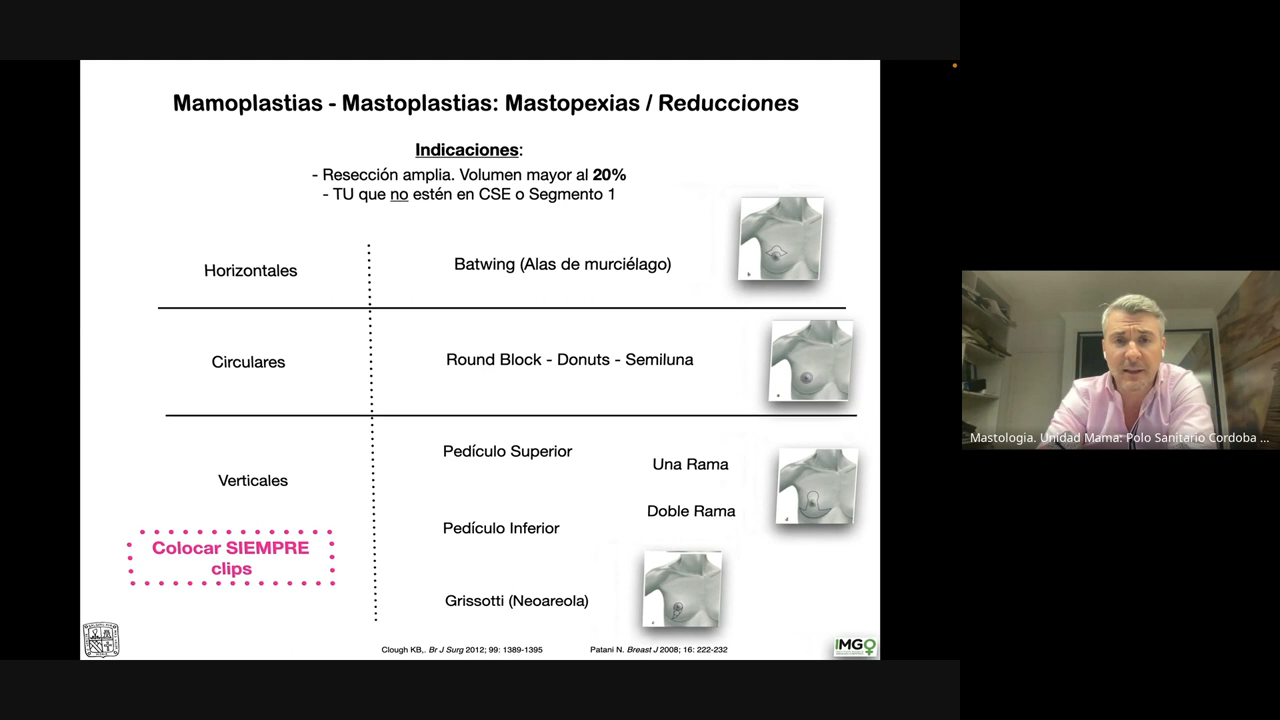 Mamoplastias - Mastoplastias: Mastopexias / Reducciones
Indicaciones:
- Resección amplia. Volumen mayor al 20%
- TU que no estén en CSE o Segmento 1
Horizontales
Batwing (Alas de murciélago)
Circulares
Round Block - Donuts - Semiluna
Verticales
Pedículo Superior
Una Rama
Doble Rama
Pedículo Inferior
Colocar SIEMPRE
clips
Grissotti (Neoareola)
Clough KB,. Br J Surg 2012; 99: 1389-1395
Patani N. Breast J 2008; 16: 222-232
IMGO
Mastologia. Unidad Mama: Polo Sanitario Cordoba ...